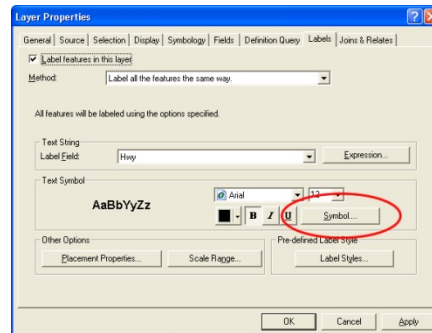 Layer Properties
General Source Selection Display Symbology Fields Definition Query Labels Joins & Relates
Label features in this layer
Method: Label all the features the same way.
All features will be labeled using the options specified.
Text String
Label Field: Hwy Expression...
Text Symbol
AaBbYyZz Arial 12
B I U Symbol...
Other Options Pre-defined Label Style
Placement Properties... Scale Range... Label Styles...
OK Cancel Apply